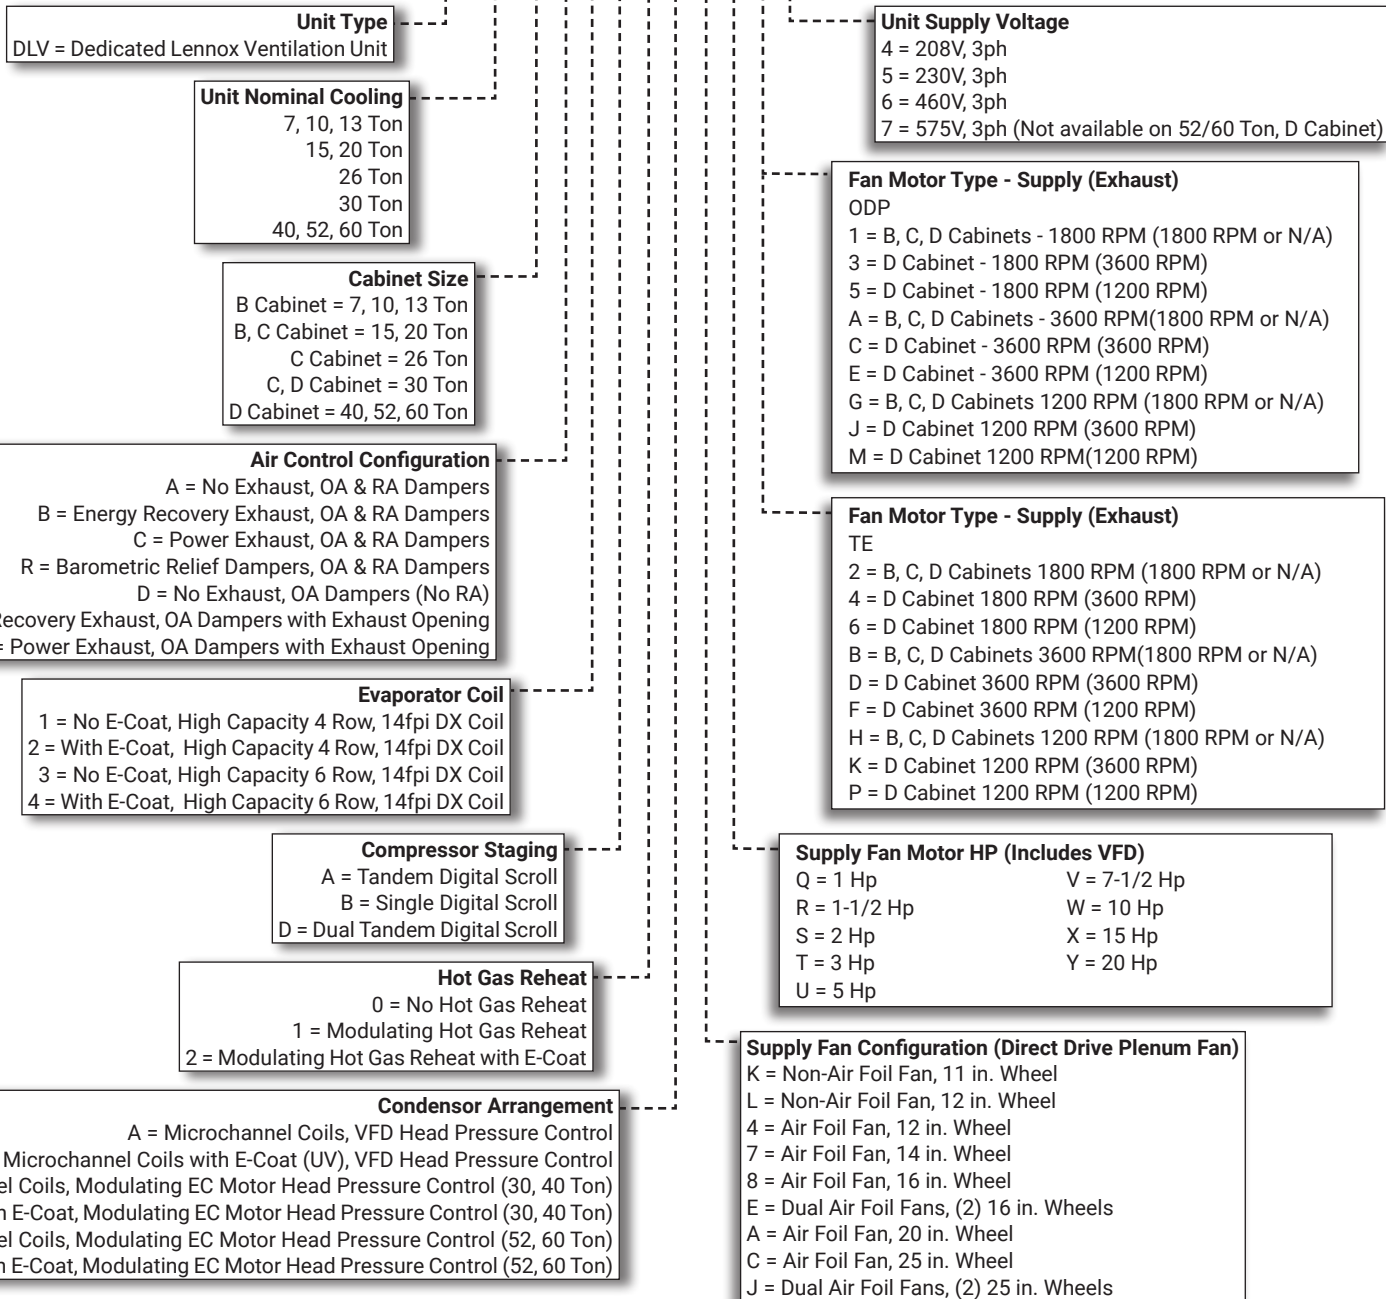 Unit Type
DLV = Dedicated Lennox Ventilation Unit
Unit Nominal Cooling
7, 10, 13 Ton
15, 20 Ton
26 Ton
30 Ton
40, 52, 60 Ton
Cabinet Size
B Cabinet = 7, 10, 13 Ton
B, C Cabinet = 15, 20 Ton
C Cabinet = 26 Ton
C, D Cabinet = 30 Ton
D Cabinet = 40, 52, 60 Ton
Air Control Configuration
A = No Exhaust, OA & RA Dampers
B = Energy Recovery Exhaust, OA & RA Dampers
C = Power Exhaust, OA & RA Dampers
R = Barometric Relief Dampers, OA & RA Dampers
D = No Exhaust, OA Dampers (No RA)
Recovery Exhaust, OA Dampers with Exhaust Opening
= Power Exhaust, OA Dampers with Exhaust Opening
Evaporator Coil
1 = No E-Coat, High Capacity 4 Row, 14fpi DX Coil
2 = With E-Coat, High Capacity 4 Row, 14fpi DX Coil
3 = No E-Coat, High Capacity 6 Row, 14fpi DX Coil
4 = With E-Coat, High Capacity 6 Row, 14fpi DX Coil
Compressor Staging
A = Tandem Digital Scroll
B = Single Digital Scroll
D = Dual Tandem Digital Scroll
Hot Gas Reheat
0 = No Hot Gas Reheat
1 = Modulating Hot Gas Reheat
2 = Modulating Hot Gas Reheat with E-Coat
Condensor Arrangement
A = Microchannel Coils, VFD Head Pressure Control
Microchannel Coils with E-Coat (UV), VFD Head Pressure Control
el Coils, Modulating EC Motor Head Pressure Control (30, 40 Ton)
E-Coat, Modulating EC Motor Head Pressure Control (30, 40 Ton)
el Coils, Modulating EC Motor Head Pressure Control (52, 60 Ton)
E-Coat, Modulating EC Motor Head Pressure Control (52, 60 Ton)
Unit Supply Voltage
4 = 208V, 3ph
5 = 230V, 3ph
6 = 460V, 3ph
7 = 575V, 3ph (Not available on 52/60 Ton, D Cabinet)
Fan Motor Type - Supply (Exhaust)
ODP
1 = B, C, D Cabinets - 1800 RPM (1800 RPM or N/A)
3 = D Cabinet - 1800 RPM (3600 RPM)
5 = D Cabinet - 1800 RPM (1200 RPM)
A = B, C, D Cabinets - 3600 RPM(1800 RPM or N/A)
C = D Cabinet - 3600 RPM (3600 RPM)
E = D Cabinet - 3600 RPM (1200 RPM)
G = B, C, D Cabinets 1200 RPM (1800 RPM or N/A)
J = D Cabinet 1200 RPM (3600 RPM)
M = D Cabinet 1200 RPM(1200 RPM)
Fan Motor Type - Supply (Exhaust)
TE
2 = B, C, D Cabinets 1800 RPM (1800 RPM or N/A)
4 = D Cabinet 1800 RPM (3600 RPM)
6 = D Cabinet 1800 RPM (1200 RPM)
B = B, C, D Cabinets 3600 RPM(1800 RPM or N/A)
D = D Cabinet 3600 RPM (3600 RPM)
F = D Cabinet 3600 RPM (1200 RPM)
H = B, C, D Cabinets 1200 RPM (1800 RPM or N/A)
K = D Cabinet 1200 RPM (3600 RPM)
P = D Cabinet 1200 RPM (1200 RPM)
Supply Fan Motor HP (Includes VFD)
Q = 1 Hp
R = 1-1/2 Hp
S = 2 Hp
T = 3 Hp
U = 5 Hp
V = 7-1/2 Hp
W = 10 Hp
X = 15 Hp
Y = 20 Hp
Supply Fan Configuration (Direct Drive Plenum Fan)
K = Non-Air Foil Fan, 11 in. Wheel
L = Non-Air Foil Fan, 12 in. Wheel
4 = Air Foil Fan, 12 in. Wheel
7 = Air Foil Fan, 14 in. Wheel
8 = Air Foil Fan, 16 in. Wheel
E = Dual Air Foil Fans, (2) 16 in. Wheels
A = Air Foil Fan, 20 in. Wheel
C = Air Foil Fan, 25 in. Wheel
J = Dual Air Foil Fans, (2) 25 in. Wheels